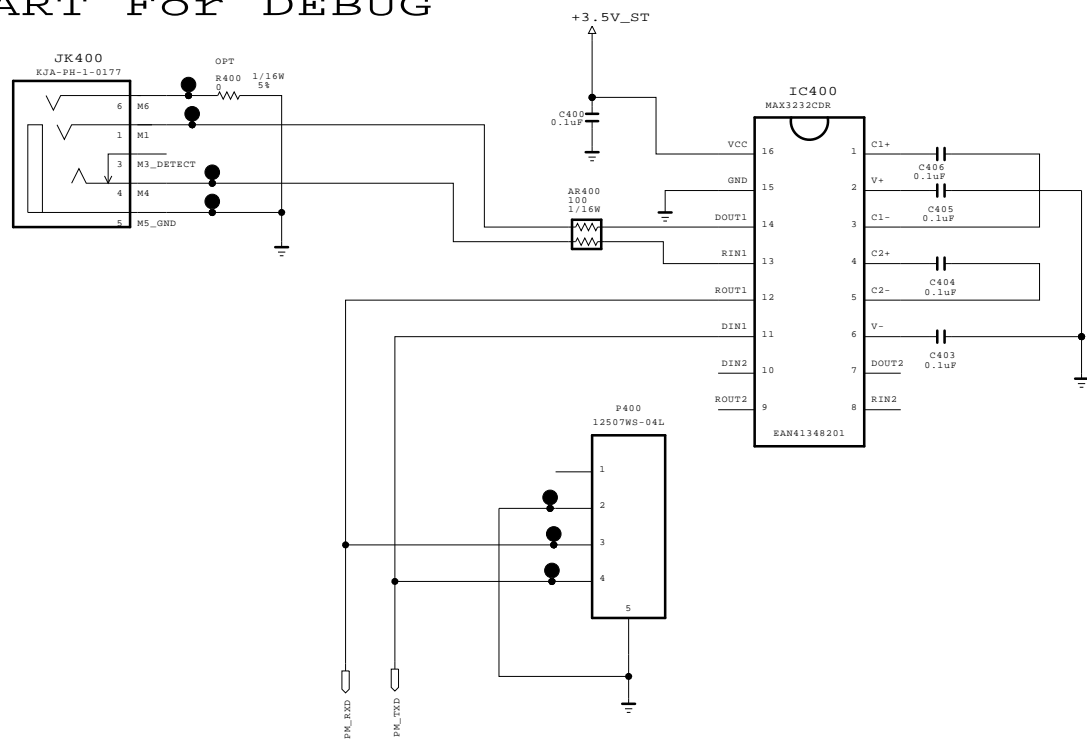 ART For DEBUG
+3.5V_ST
JK400
KJA-PH-1-0177
OPT
R400
0
1/16W
5%
6 M6
1 M1
3 M3_DETECT
4 M4
5 M5_GND
C400
0.1uF
AR400
100
1/16W
IC400
MAX3232CDR
VCC 16
GND 15
DOUT1 14
RIN1 13
ROUT1 12
DIN1 11
DIN2 10
ROUT2 9
1 C1+
2 V+
3 C1-
4 C2+
5 C2-
6 V-
7 DOUT2
8 RIN2
EAN41348201
C406
0.1uF
C405
0.1uF
C404
0.1uF
C403
0.1uF
P400
12507WS-04L
1
2
3
4
5
PM_RXD
PM_TXD